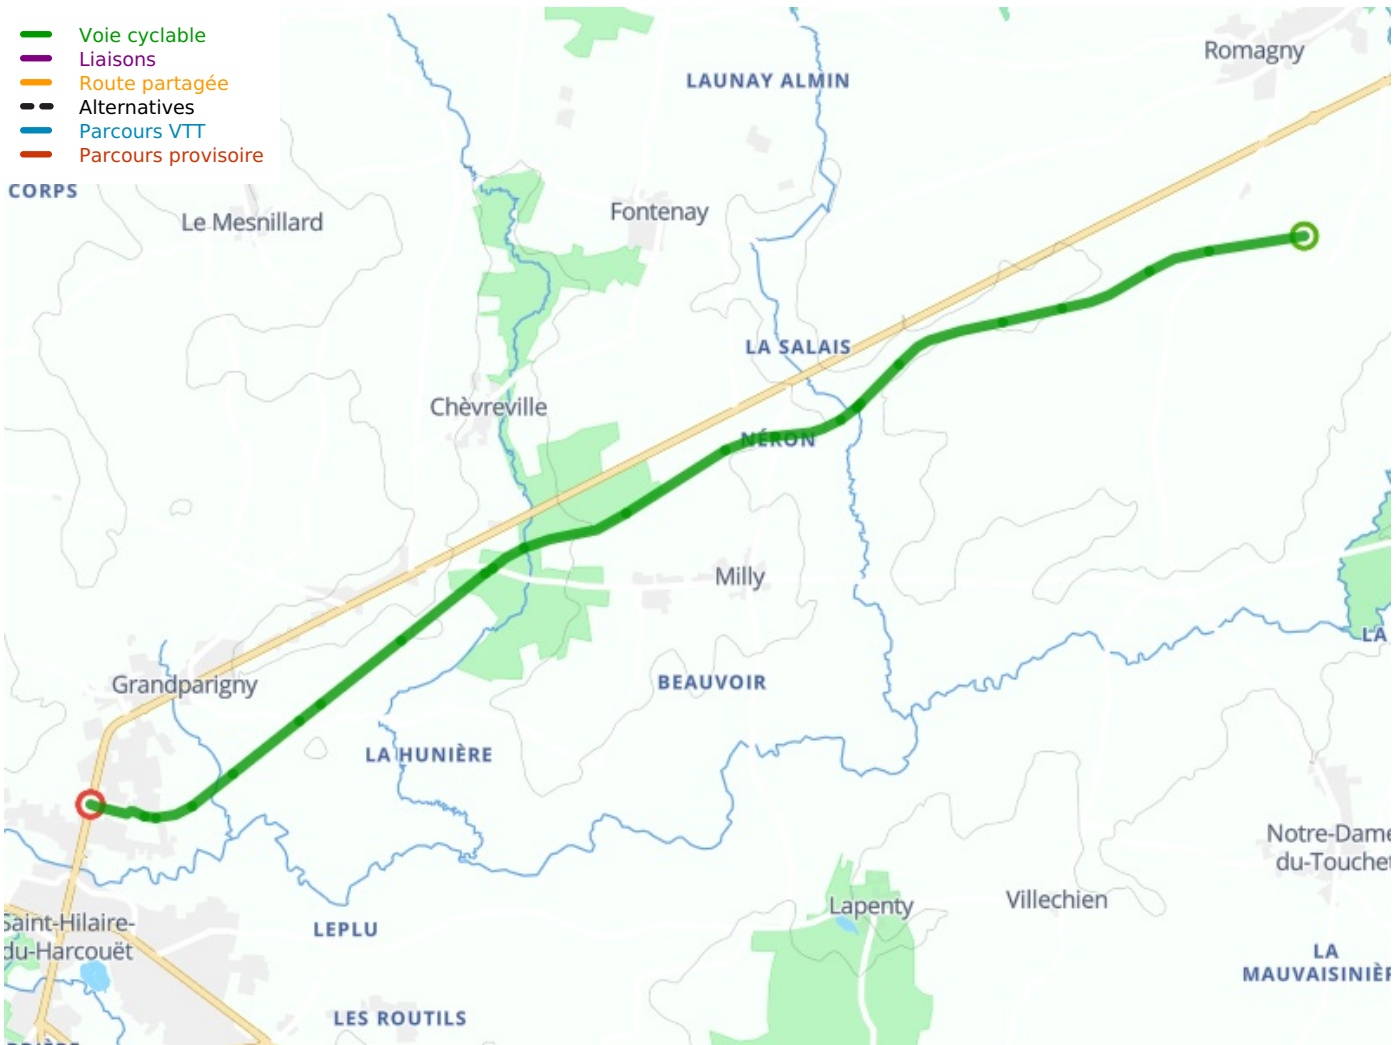 Voie cyclable
Liaisons
Route partagée
Alternatives
Parcours VTT
Parcours provisoire
Romagny
LAUNAY ALMIN
CORPS
Le Mesnillard
Fontenay
LA SALAIS
Chèvreville
NÉRON
Milly
LA
Grandparigny
BEAUVOIR
LA HUNIÈRE
Notre-Dame
du-Touchet
Villechien
Lapenty
Saint-Hilaire-
du-Harcouët
LEPLU
LA
MAUVAISINIÈR
LES ROUTILS